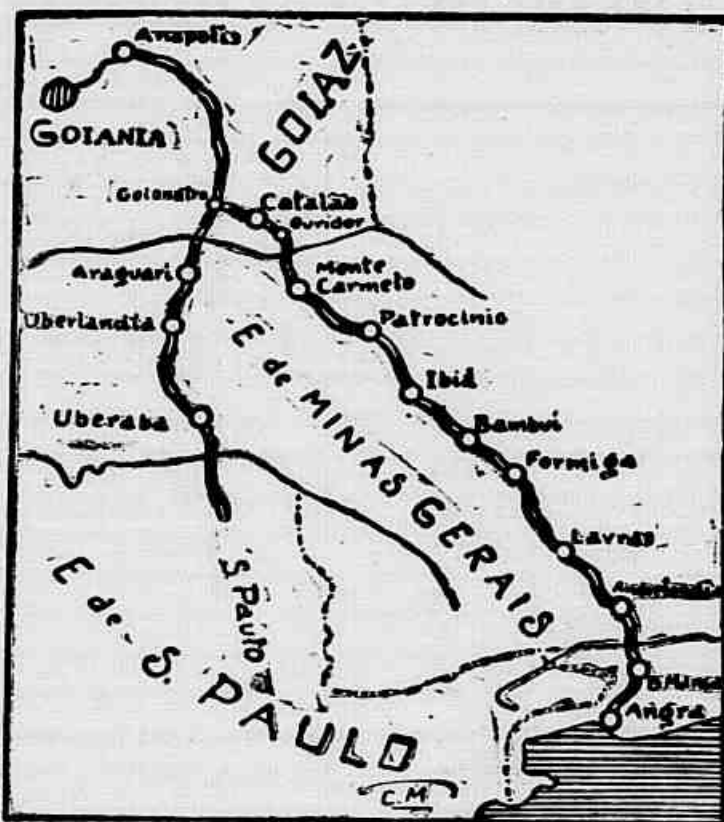 Anapolis
GOIANIA
GOIAZ
Catalão
Ouvidor
Araguari
Monte
Carmelo
Uberlandia
Patrocinio
E de MINAS GERAIS
Ibiá
Uberaba
Bambuí
Formiga
Lavras
E de S. PAULO
S. Paulo
Angra
C.M